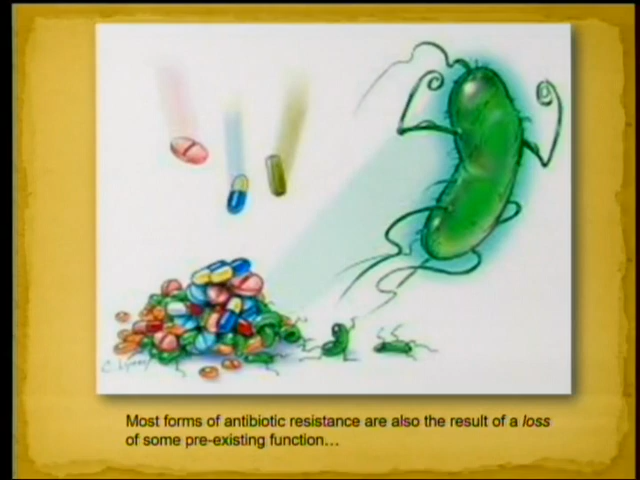 Most forms of antibiotic resistance are also the result of a loss
of some pre-existing function…